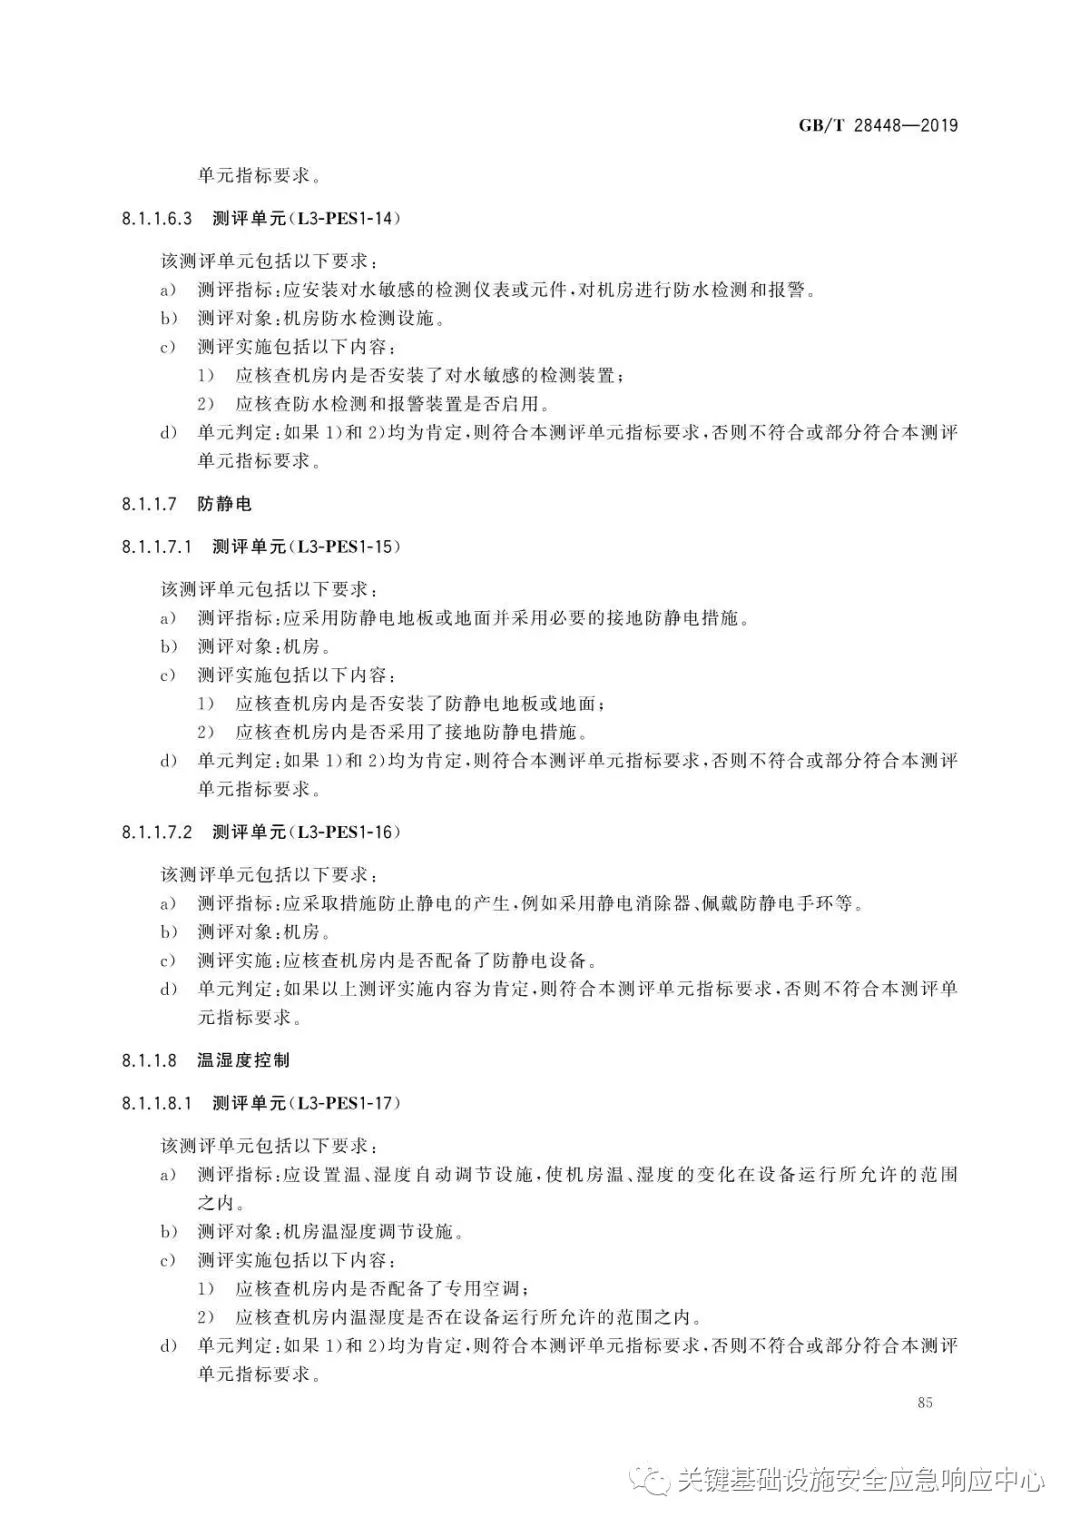 GB/T 28448—2019
单元指标要求。
8.1.1.6.3 测评单元(L3-PES1-14)
该测评单元包括以下要求:
a) 测评指标:应安装对水敏感的检测仪表或元件,对机房进行防水检测和报警。
b) 测评对象:机房防水检测设施。
c) 测评实施包括以下内容:
1) 应核查机房内是否安装了对水敏感的检测装置;
2) 应核查防水检测和报警装置是否启用。
d) 单元判定:如果1)和2)均为肯定,则符合本测评单元指标要求,否则不符合或部分符合本测评
单元指标要求。
8.1.1.7 防静电
8.1.1.7.1 测评单元(L3-PES1-15)
该测评单元包括以下要求:
a) 测评指标:应采用防静电地板或地面并采用必要的接地防静电措施。
b) 测评对象:机房。
c) 测评实施包括以下内容:
1) 应核查机房内是否安装了防静电地板或地面;
2) 应核查机房内是否采用了接地防静电措施。
d) 单元判定:如果1)和2)均为肯定,则符合本测评单元指标要求,否则不符合或部分符合本测评
单元指标要求。
8.1.1.7.2 测评单元(L3-PES1-16)
该测评单元包括以下要求:
a) 测评指标:应采取措施防止静电的产生,例如采用静电消除器、佩戴防静电手环等。
b) 测评对象:机房。
c) 测评实施:应核查机房内是否配备了防静电设备。
d) 单元判定:如果以上测评实施内容为肯定,则符合本测评单元指标要求,否则不符合本测评单
元指标要求。
8.1.1.8 温湿度控制
8.1.1.8.1 测评单元(L3-PES1-17)
该测评单元包括以下要求:
a) 测评指标:应设置温、湿度自动调节设施,使机房温、湿度的变化在设备运行所允许的范围
之内。
b) 测评对象:机房温湿度调节设施。
c) 测评实施包括以下内容:
1) 应核查机房内是否配备了专用空调;
2) 应核查机房内温湿度是否在设备运行所允许的范围之内。
d) 单元判定:如果1)和2)均为肯定,则符合本测评单元指标要求,否则不符合或部分符合本测评
单元指标要求。
85
关键基础设施安全应急响应中心